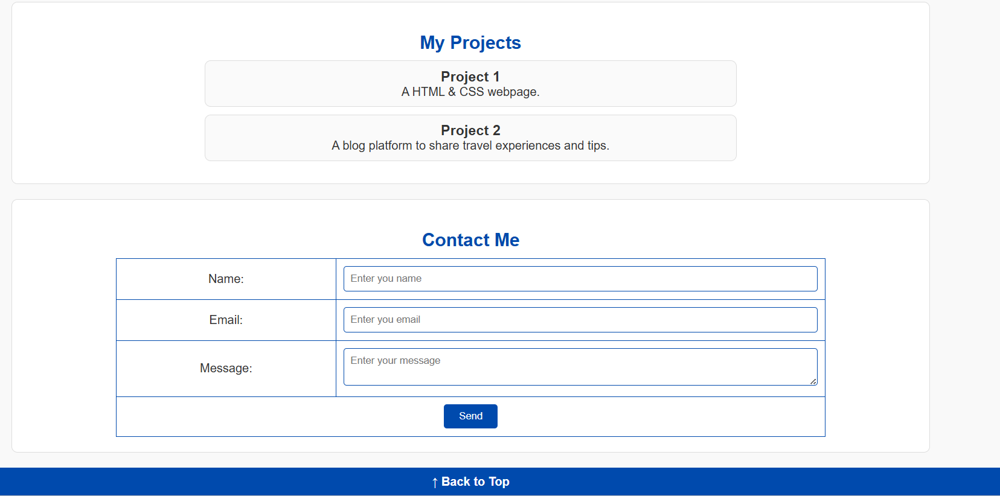 My Projects
Project 1
A HTML & CSS webpage.
Project 2
A blog platform to share travel experiences and tips.
Contact Me
Name:
Enter you name
Email:
Enter you email
Message:
Enter your message
Send
↑ Back to Top